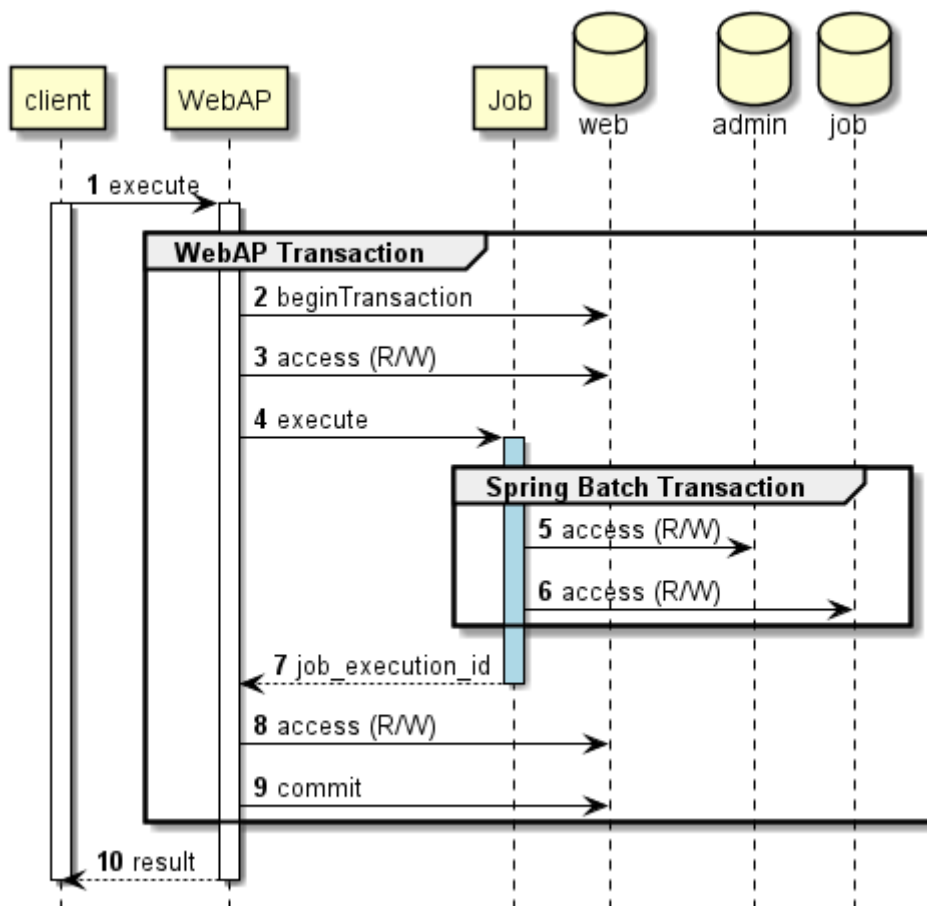 client
WebAP
Job
web
admin
job
1 execute
WebAP Transaction
2 beginTransaction
3 access (R/W)
4 execute
Spring Batch Transaction
5 access (R/W)
6 access (R/W)
7 job_execution_id
8 access (R/W)
9 commit
10 result